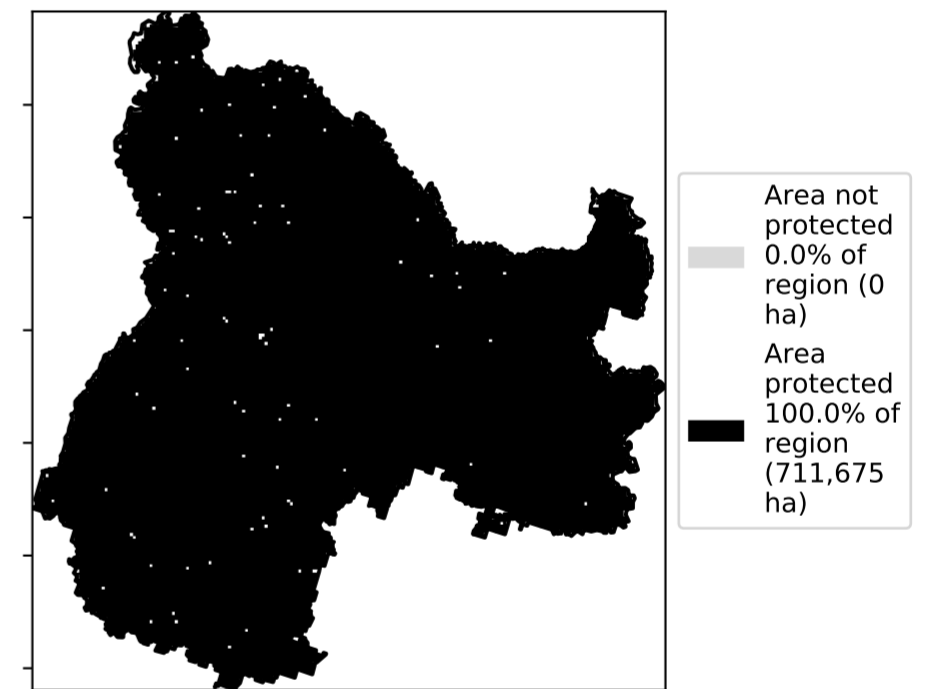 Area not
protected
0.0% of
region (0
ha)
Area
protected
100.0% of
region
(711,675
ha)